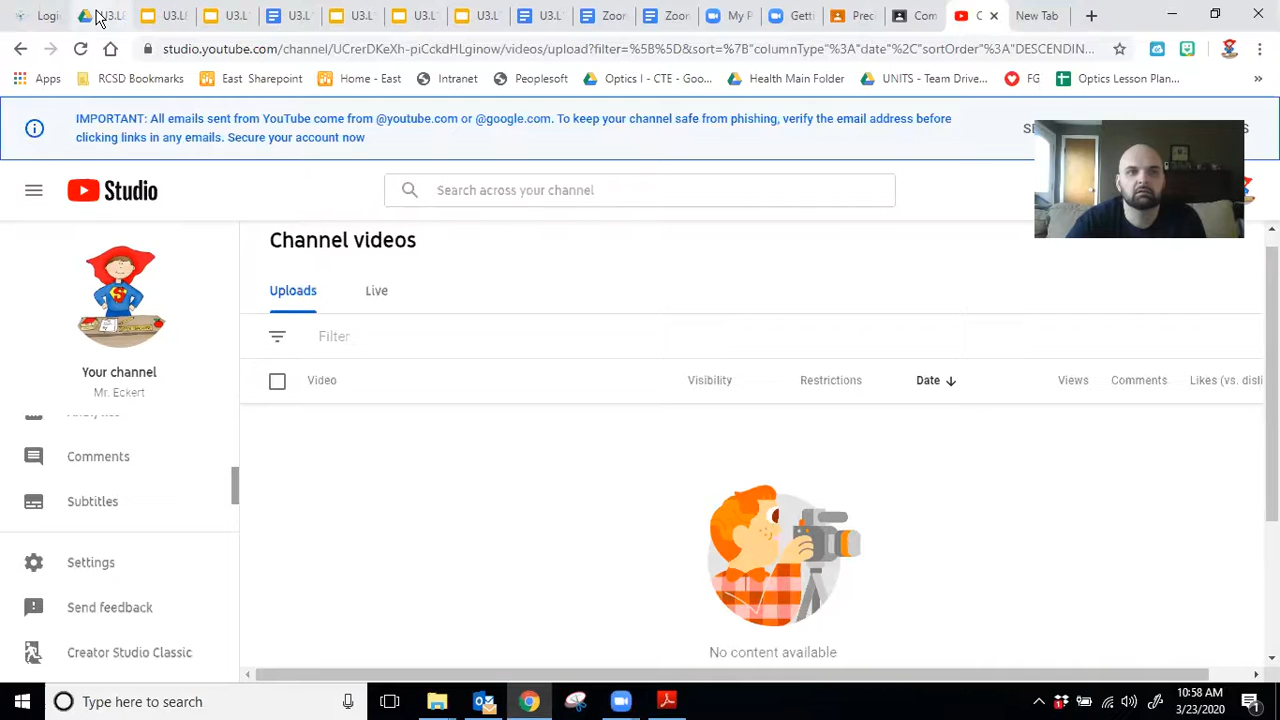 Logi U3.L U3.L U3.L U3.L U3.L U3.L U3.L Zoor Zoor My P Getti Prec Com C New Tab
studio.youtube.com/channel/UCrerDKeXh-piCckdHLginow/videos/upload?filter=%5B%5D&sort=%7B"columnType"%3A"date"%2C"sortOrder"%3A"DESCENDIN...
Apps RCSD Bookmarks East Sharepoint Home - East Intranet Peoplesoft Optics I - CTE - Goo... Health Main Folder UNITS - Team Drive... FG Optics Lesson Plan... »
IMPORTANT: All emails sent from YouTube come from @youtube.com or @google.com. To keep your channel safe from phishing, verify the email address before
clicking links in any emails. Secure your account now
Studio
Search across your channel
Channel videos
Uploads Live
Filter
Video Visibility Restrictions Date Views Comments Likes (vs. disli
Your channel
Mr. Eckert
Analytics
Comments
Subtitles
Settings
Send feedback
Creator Studio Classic
No content available
Type here to search
10:58 AM
3/23/2020